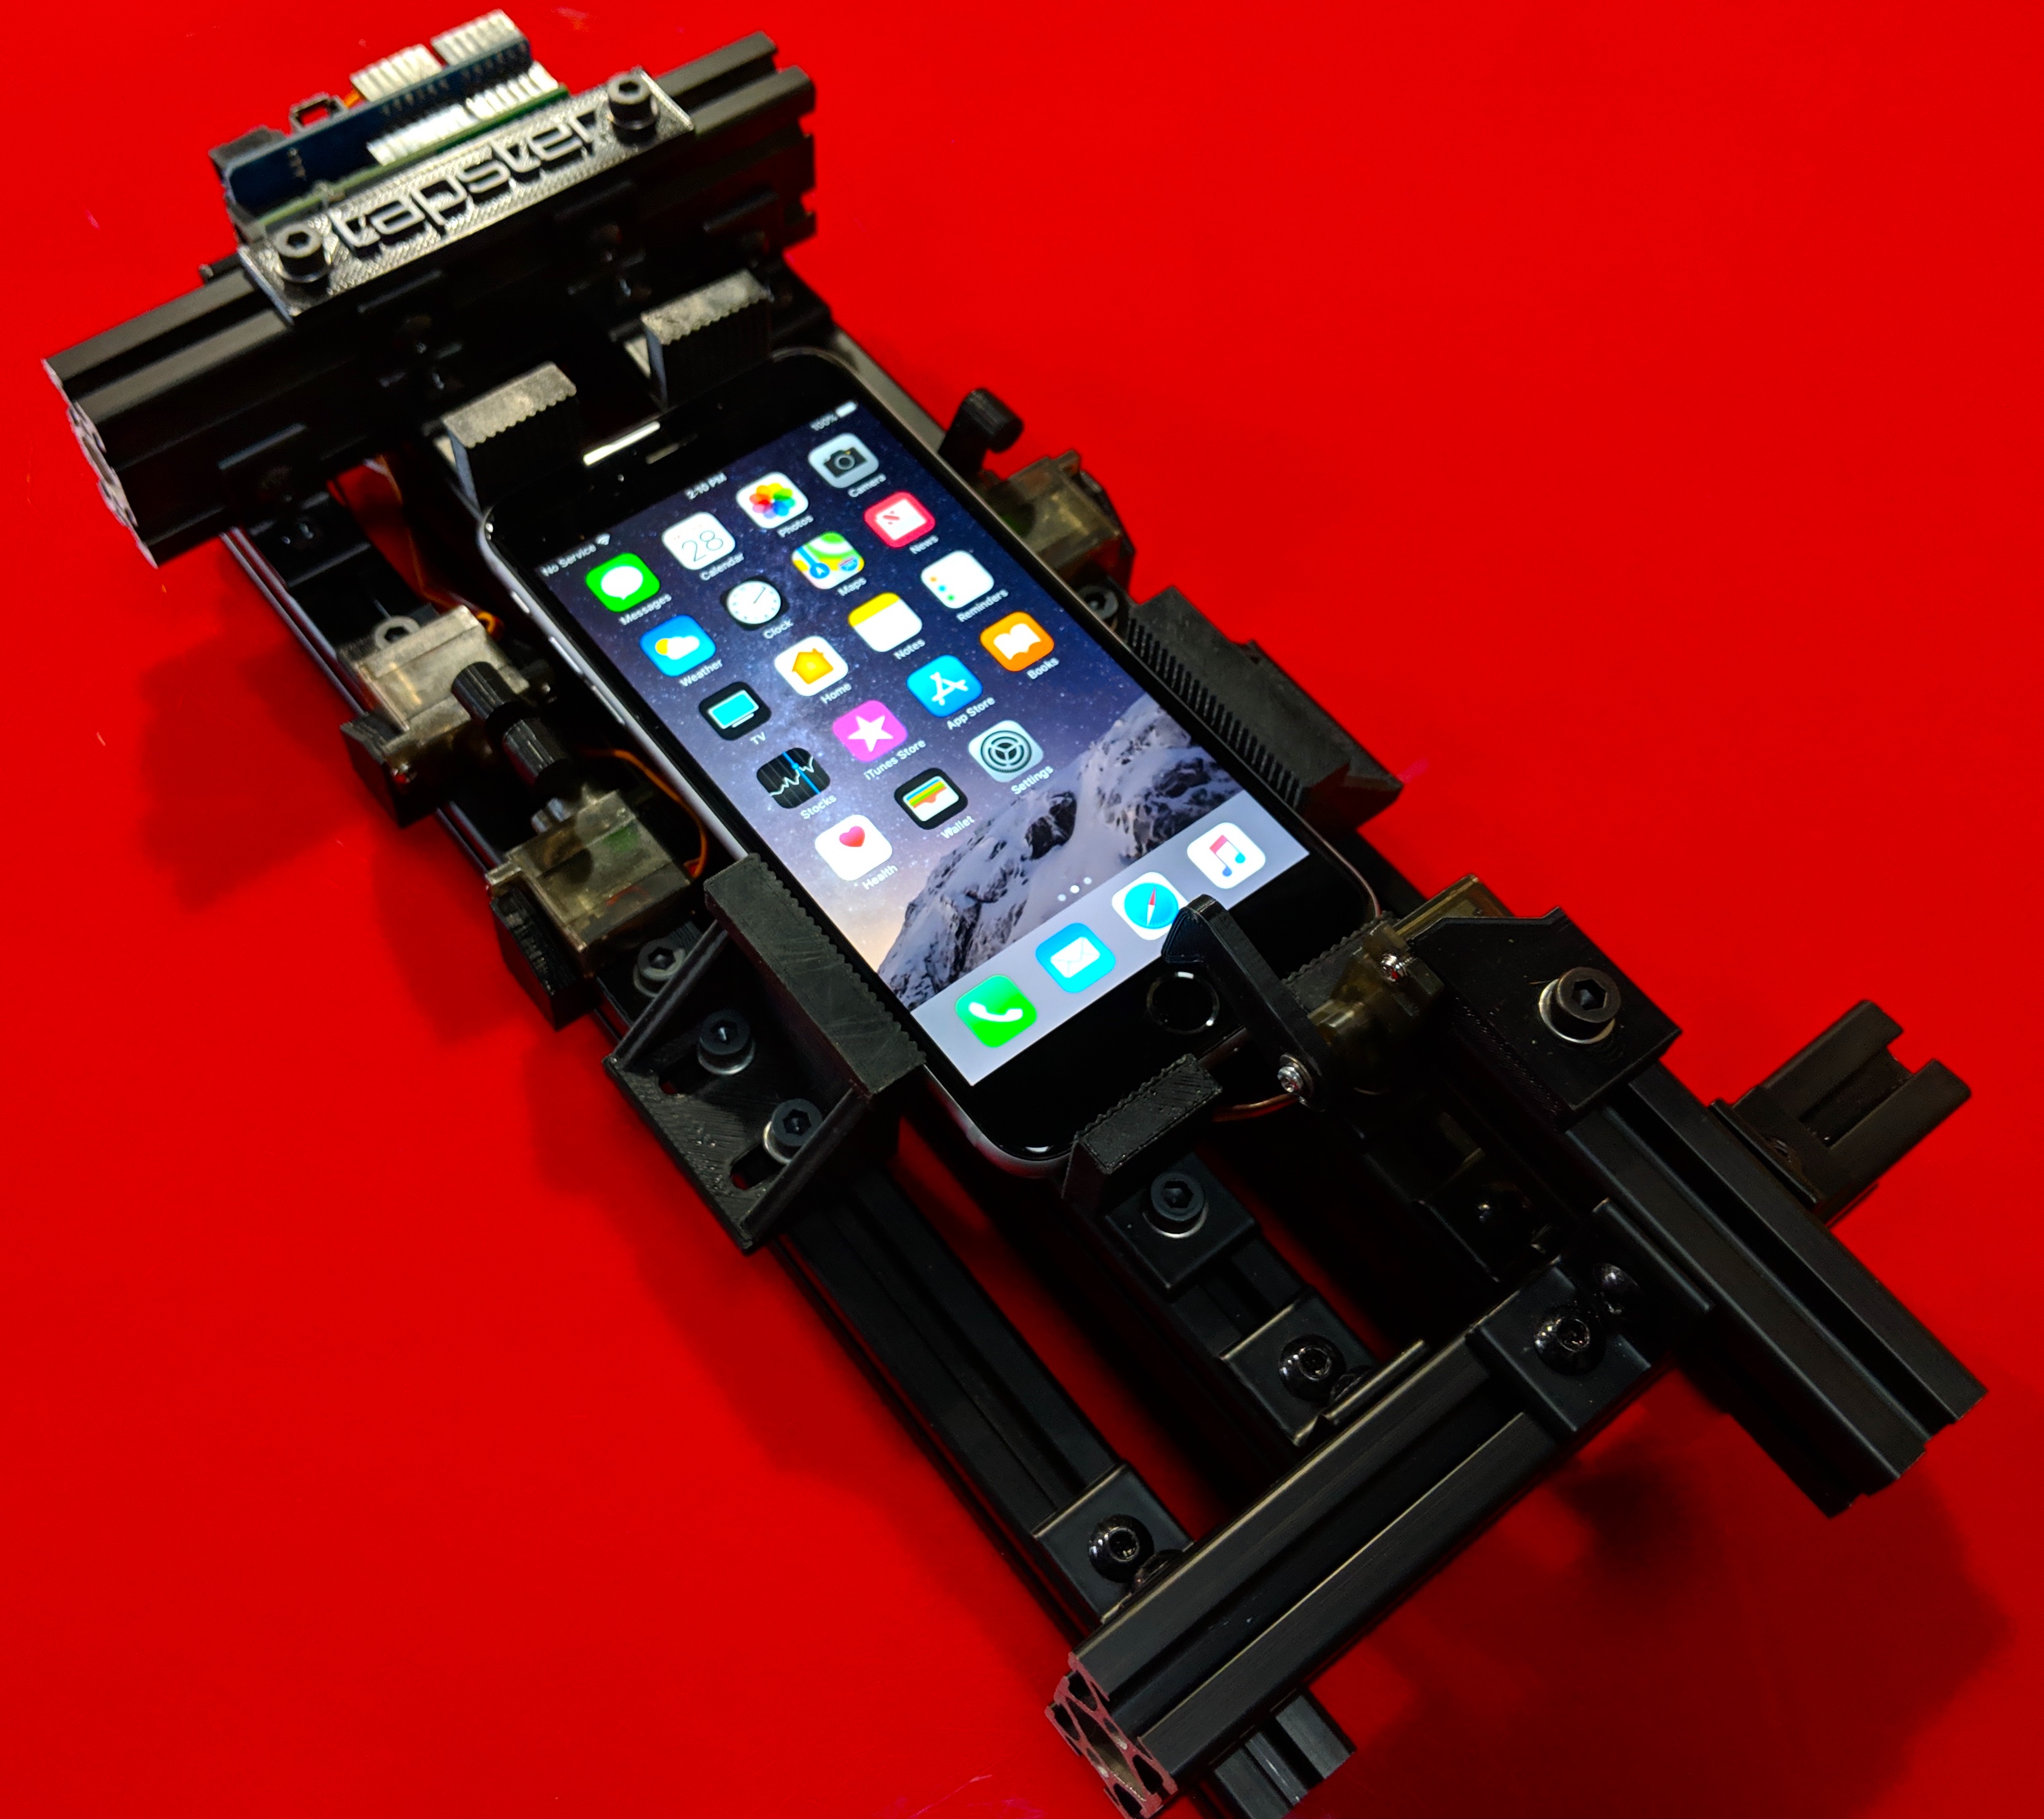 tapster
No Service 2:10 PM 100%
Messages Calendar Photos Camera
28
Weather Clock Maps News
TV Home Notes Reminders
Stocks iTunes Store App Store Books
Health Wallet Settings